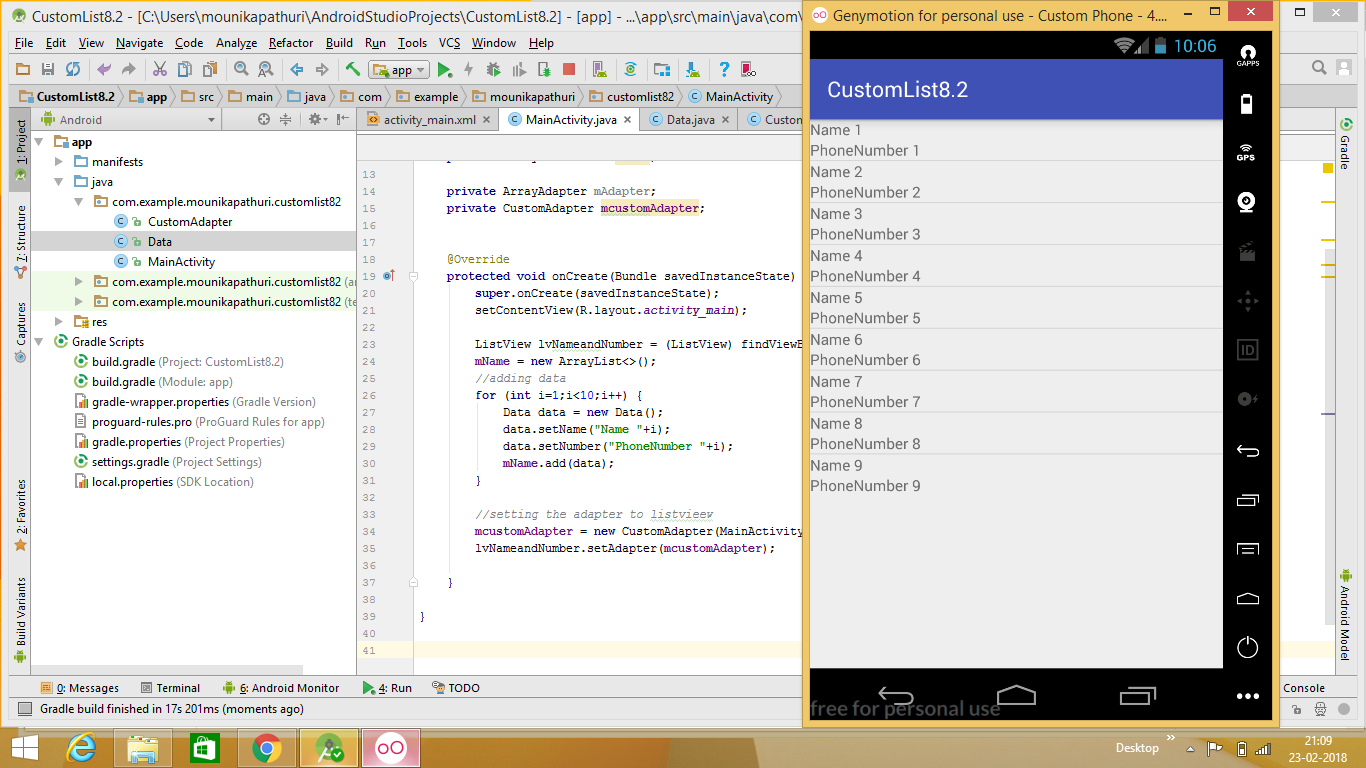 CustomList8.2 - [C:\Users\mounikapathuri\AndroidStudioProjects\CustomList8.2] - [app] - ...\app\src\main\java\com\
File Edit View Navigate Code Analyze Refactor Build Run Tools VCS Window Help
app
CustomList8.2 app src main java com example mounikapathuri customlist82 MainActivity
1: Project
7: Structure
Captures
2: Favorites
Build Variants
Android
app
manifests
java
com.example.mounikapathuri.customlist82
CustomAdapter
Data
MainActivity
com.example.mounikapathuri.customlist82 (a
com.example.mounikapathuri.customlist82 (te
res
Gradle Scripts
build.gradle (Project: CustomList8.2)
build.gradle (Module: app)
gradle-wrapper.properties (Gradle Version)
proguard-rules.pro (ProGuard Rules for app)
gradle.properties (Project Properties)
settings.gradle (Project Settings)
local.properties (SDK Location)
activity_main.xml MainActivity.java Data.java Custom
13
14 private ArrayAdapter mAdapter;
15 private CustomAdapter mcustomAdapter;
16
17
18 @Override
19 protected void onCreate(Bundle savedInstanceState)
20 super.onCreate(savedInstanceState);
21 setContentView(R.layout.activity_main);
22
23 ListView lvNameandNumber = (ListView) findViewB
24 mName = new ArrayList<>();
25 //adding data
26 for (int i=1;i<10;i++) {
27 Data data = new Data();
28 data.setName("Name "+i);
29 data.setNumber("PhoneNumber "+i);
30 mName.add(data);
31 }
32
33 //setting the adapter to listvieew
34 mcustomAdapter = new CustomAdapter(MainActivity
35 lvNameandNumber.setAdapter(mcustomAdapter);
36
37 }
38
39 }
40
41
0: Messages Terminal 6: Android Monitor 4: Run TODO
Console
Gradle build finished in 17s 201ms (moments ago)
Gradle
Android Model
Genymotion for personal use - Custom Phone - 4....
10:06
CustomList8.2
Name 1
PhoneNumber 1
Name 2
PhoneNumber 2
Name 3
PhoneNumber 3
Name 4
PhoneNumber 4
Name 5
PhoneNumber 5
Name 6
PhoneNumber 6
Name 7
PhoneNumber 7
Name 8
PhoneNumber 8
Name 9
PhoneNumber 9
free for personal use
GAPPS
GPS
ID
Desktop
21:09
23-02-2018